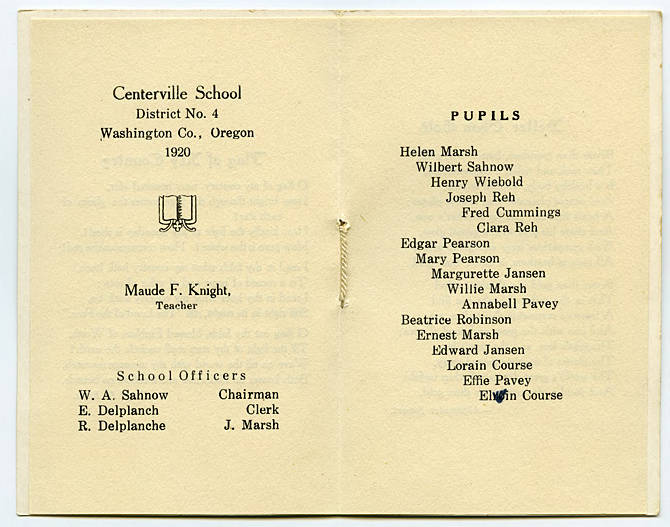 Centerville School
District No. 4
Washington Co., Oregon
1920
Maude F. Knight,
Teacher
School Officers
W. A. Sahnow Chairman
E. Delplanch Clerk
R. Delplanche J. Marsh
PUPILS
Helen Marsh
Wilbert Sahnow
Henry Wiebold
Joseph Reh
Fred Cummings
Clara Reh
Edgar Pearson
Mary Pearson
Margurette Jansen
Willie Marsh
Annabell Pavey
Beatrice Robinson
Ernest Marsh
Edward Jansen
Lorain Course
Effie Pavey
Course